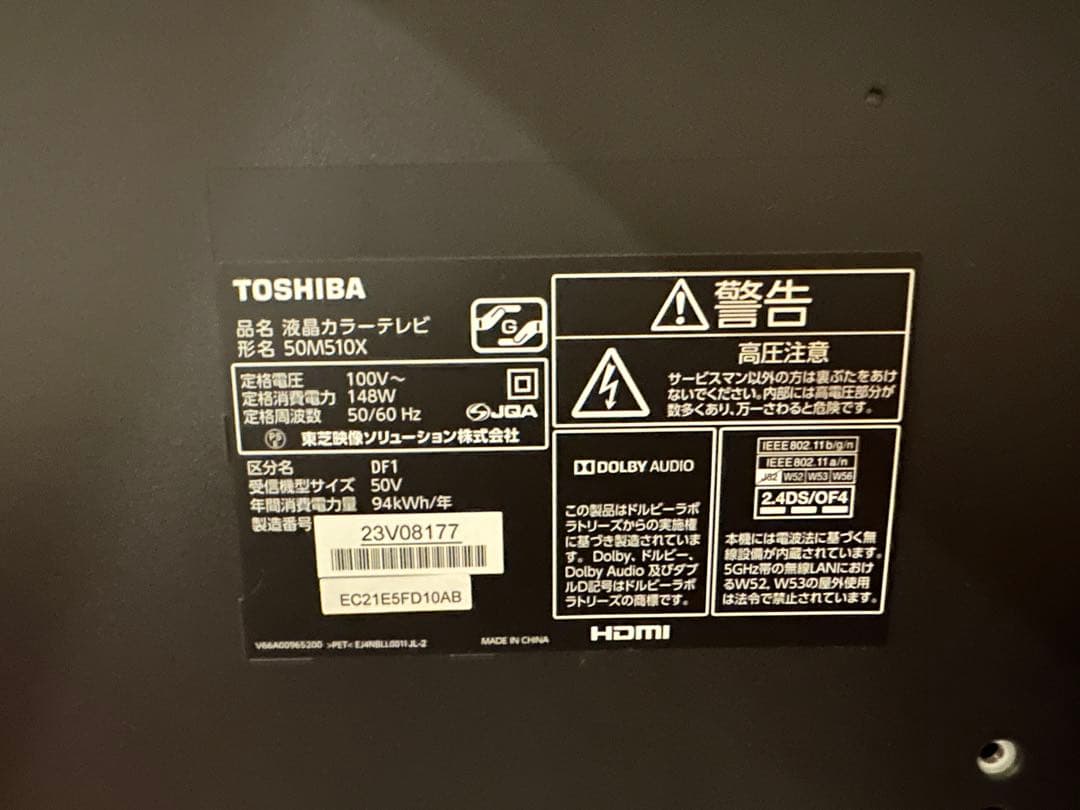 TOSHIBA
品名 液晶カラーテレビ
形名 50M510X
G
定格電圧 100V～
定格消費電力 148W
定格周波数 50/60 Hz
JQA
PS E 東芝映像ソリューション株式会社
区分名 DF1
受信機型サイズ 50V
年間消費電力量 94kWh/年
製造番号
23V08177
EC21E5FD10AB
V66A00965200 >PET< EJ4NBLL0011JL-2
MADE IN CHINA
警告
高圧注意
サービスマン以外の方は裏ぶたをあけ
ないでください。内部には高電圧部分が
数多くあり、万一さわると危険です。
DOLBY AUDIO
この製品はドルビーラボ
ラトリーズからの実施権
に基づき製造されていま
す。Dolby、ドルビー、
Dolby Audio 及びダブ
ルD記号はドルビーラボ
ラトリーズの商標です。
IEEE802.11b/g/n
IEEE802.11a/n
J52 W52 W53 W56
2.4DS/OF4
本機には電波法に基づく無
線設備が内蔵されています。
5GHz帯の無線LANにおけ
るW52, W53の屋外使用
は法令で禁止されています。
HDMI